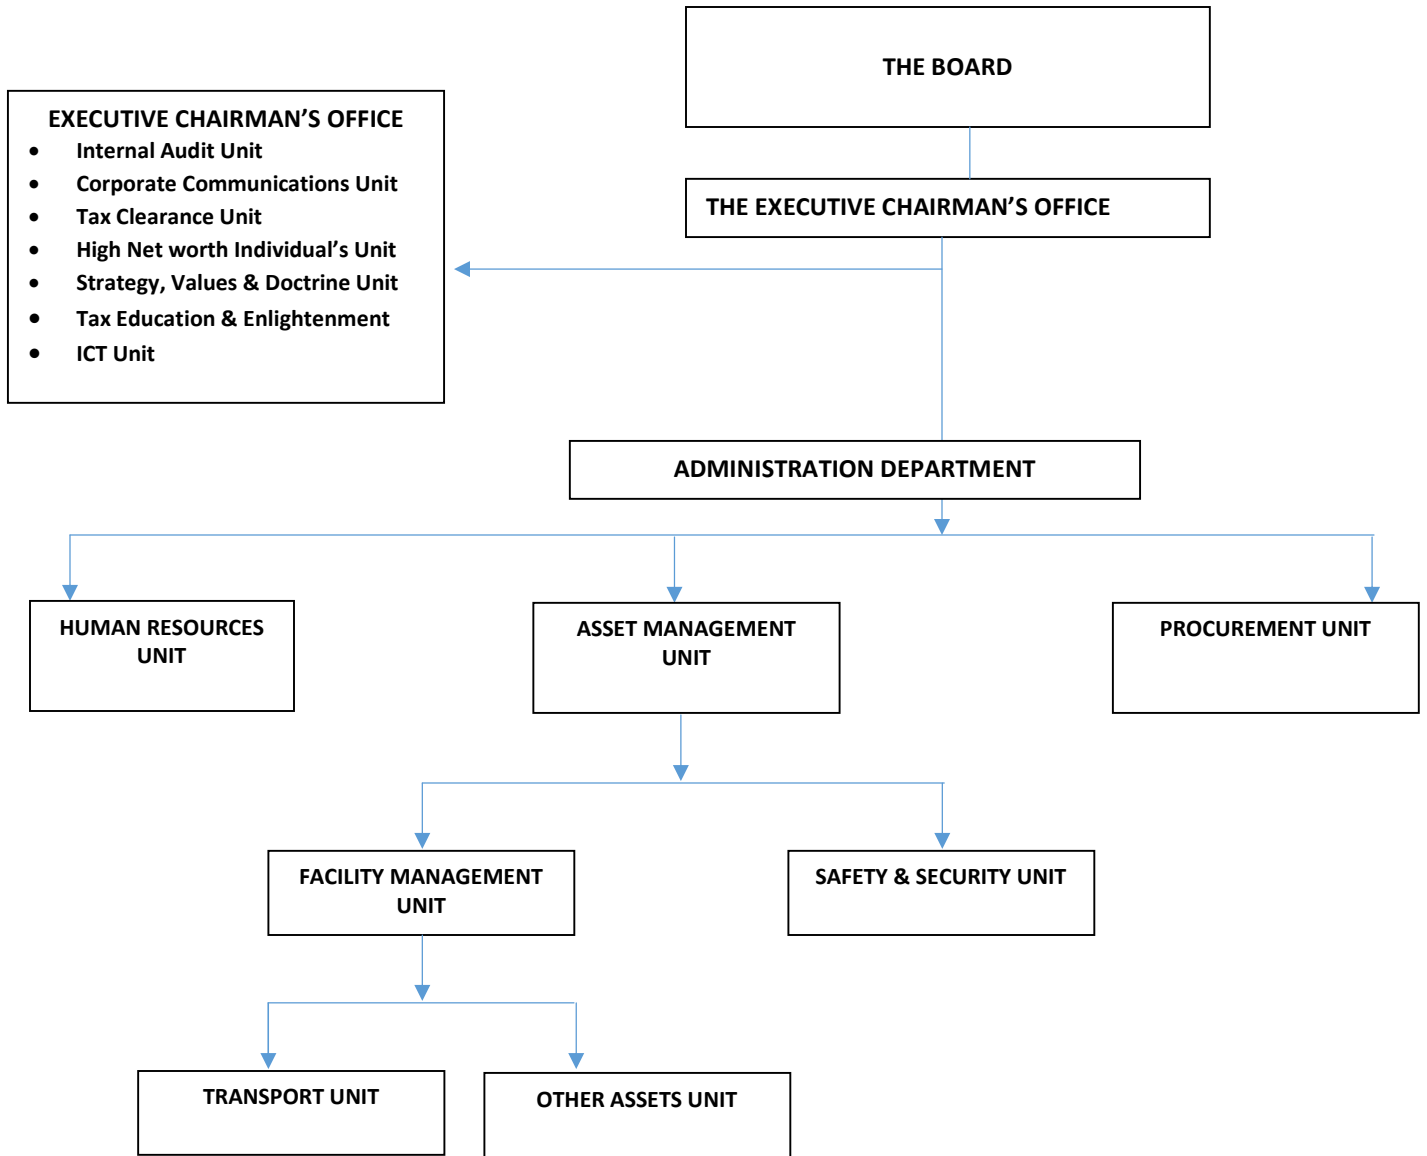 THE BOARD
EXECUTIVE CHAIRMAN’S OFFICE
• Internal Audit Unit
• Corporate Communications Unit
• Tax Clearance Unit
• High Net worth Individual’s Unit
• Strategy, Values & Doctrine Unit
• Tax Education & Enlightenment
• ICT Unit
THE EXECUTIVE CHAIRMAN’S OFFICE
ADMINISTRATION DEPARTMENT
HUMAN RESOURCES
UNIT
ASSET MANAGEMENT
UNIT
PROCUREMENT UNIT
FACILITY MANAGEMENT
UNIT
SAFETY & SECURITY UNIT
TRANSPORT UNIT
OTHER ASSETS UNIT